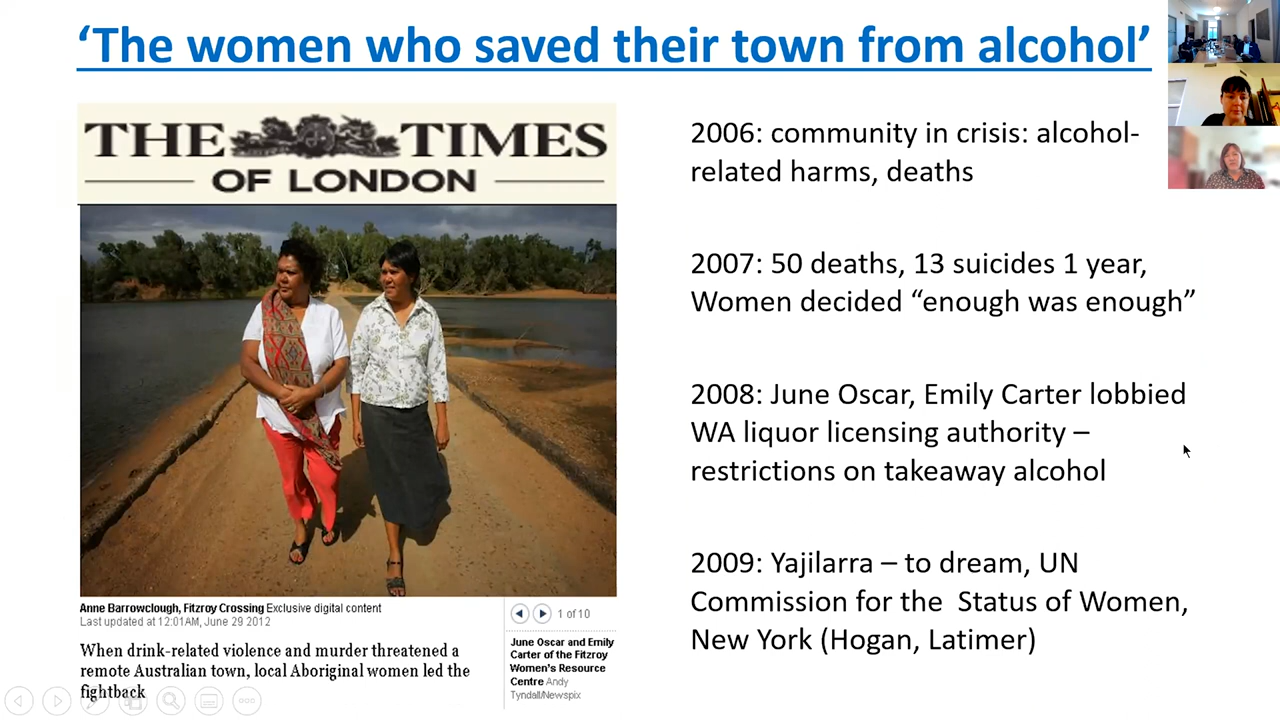 ‘The women who saved their town from alcohol’
THE TIMES
OF LONDON
Anne Barrowclough, Fitzroy Crossing Exclusive digital content
Last updated at 12:01AM, June 29 2012
When drink-related violence and murder threatened a
remote Australian town, local Aboriginal women led the
fightback
1 of 10
June Oscar and Emily
Carter of the Fitzroy
Women's Resource
Centre Andy
Tyndall/Newspix
2006: community in crisis: alcohol-
related harms, deaths
2007: 50 deaths, 13 suicides 1 year,
Women decided “enough was enough”
2008: June Oscar, Emily Carter lobbied
WA liquor licensing authority –
restrictions on takeaway alcohol
2009: Yajilarra – to dream, UN
Commission for the  Status of Women,
New York (Hogan, Latimer)